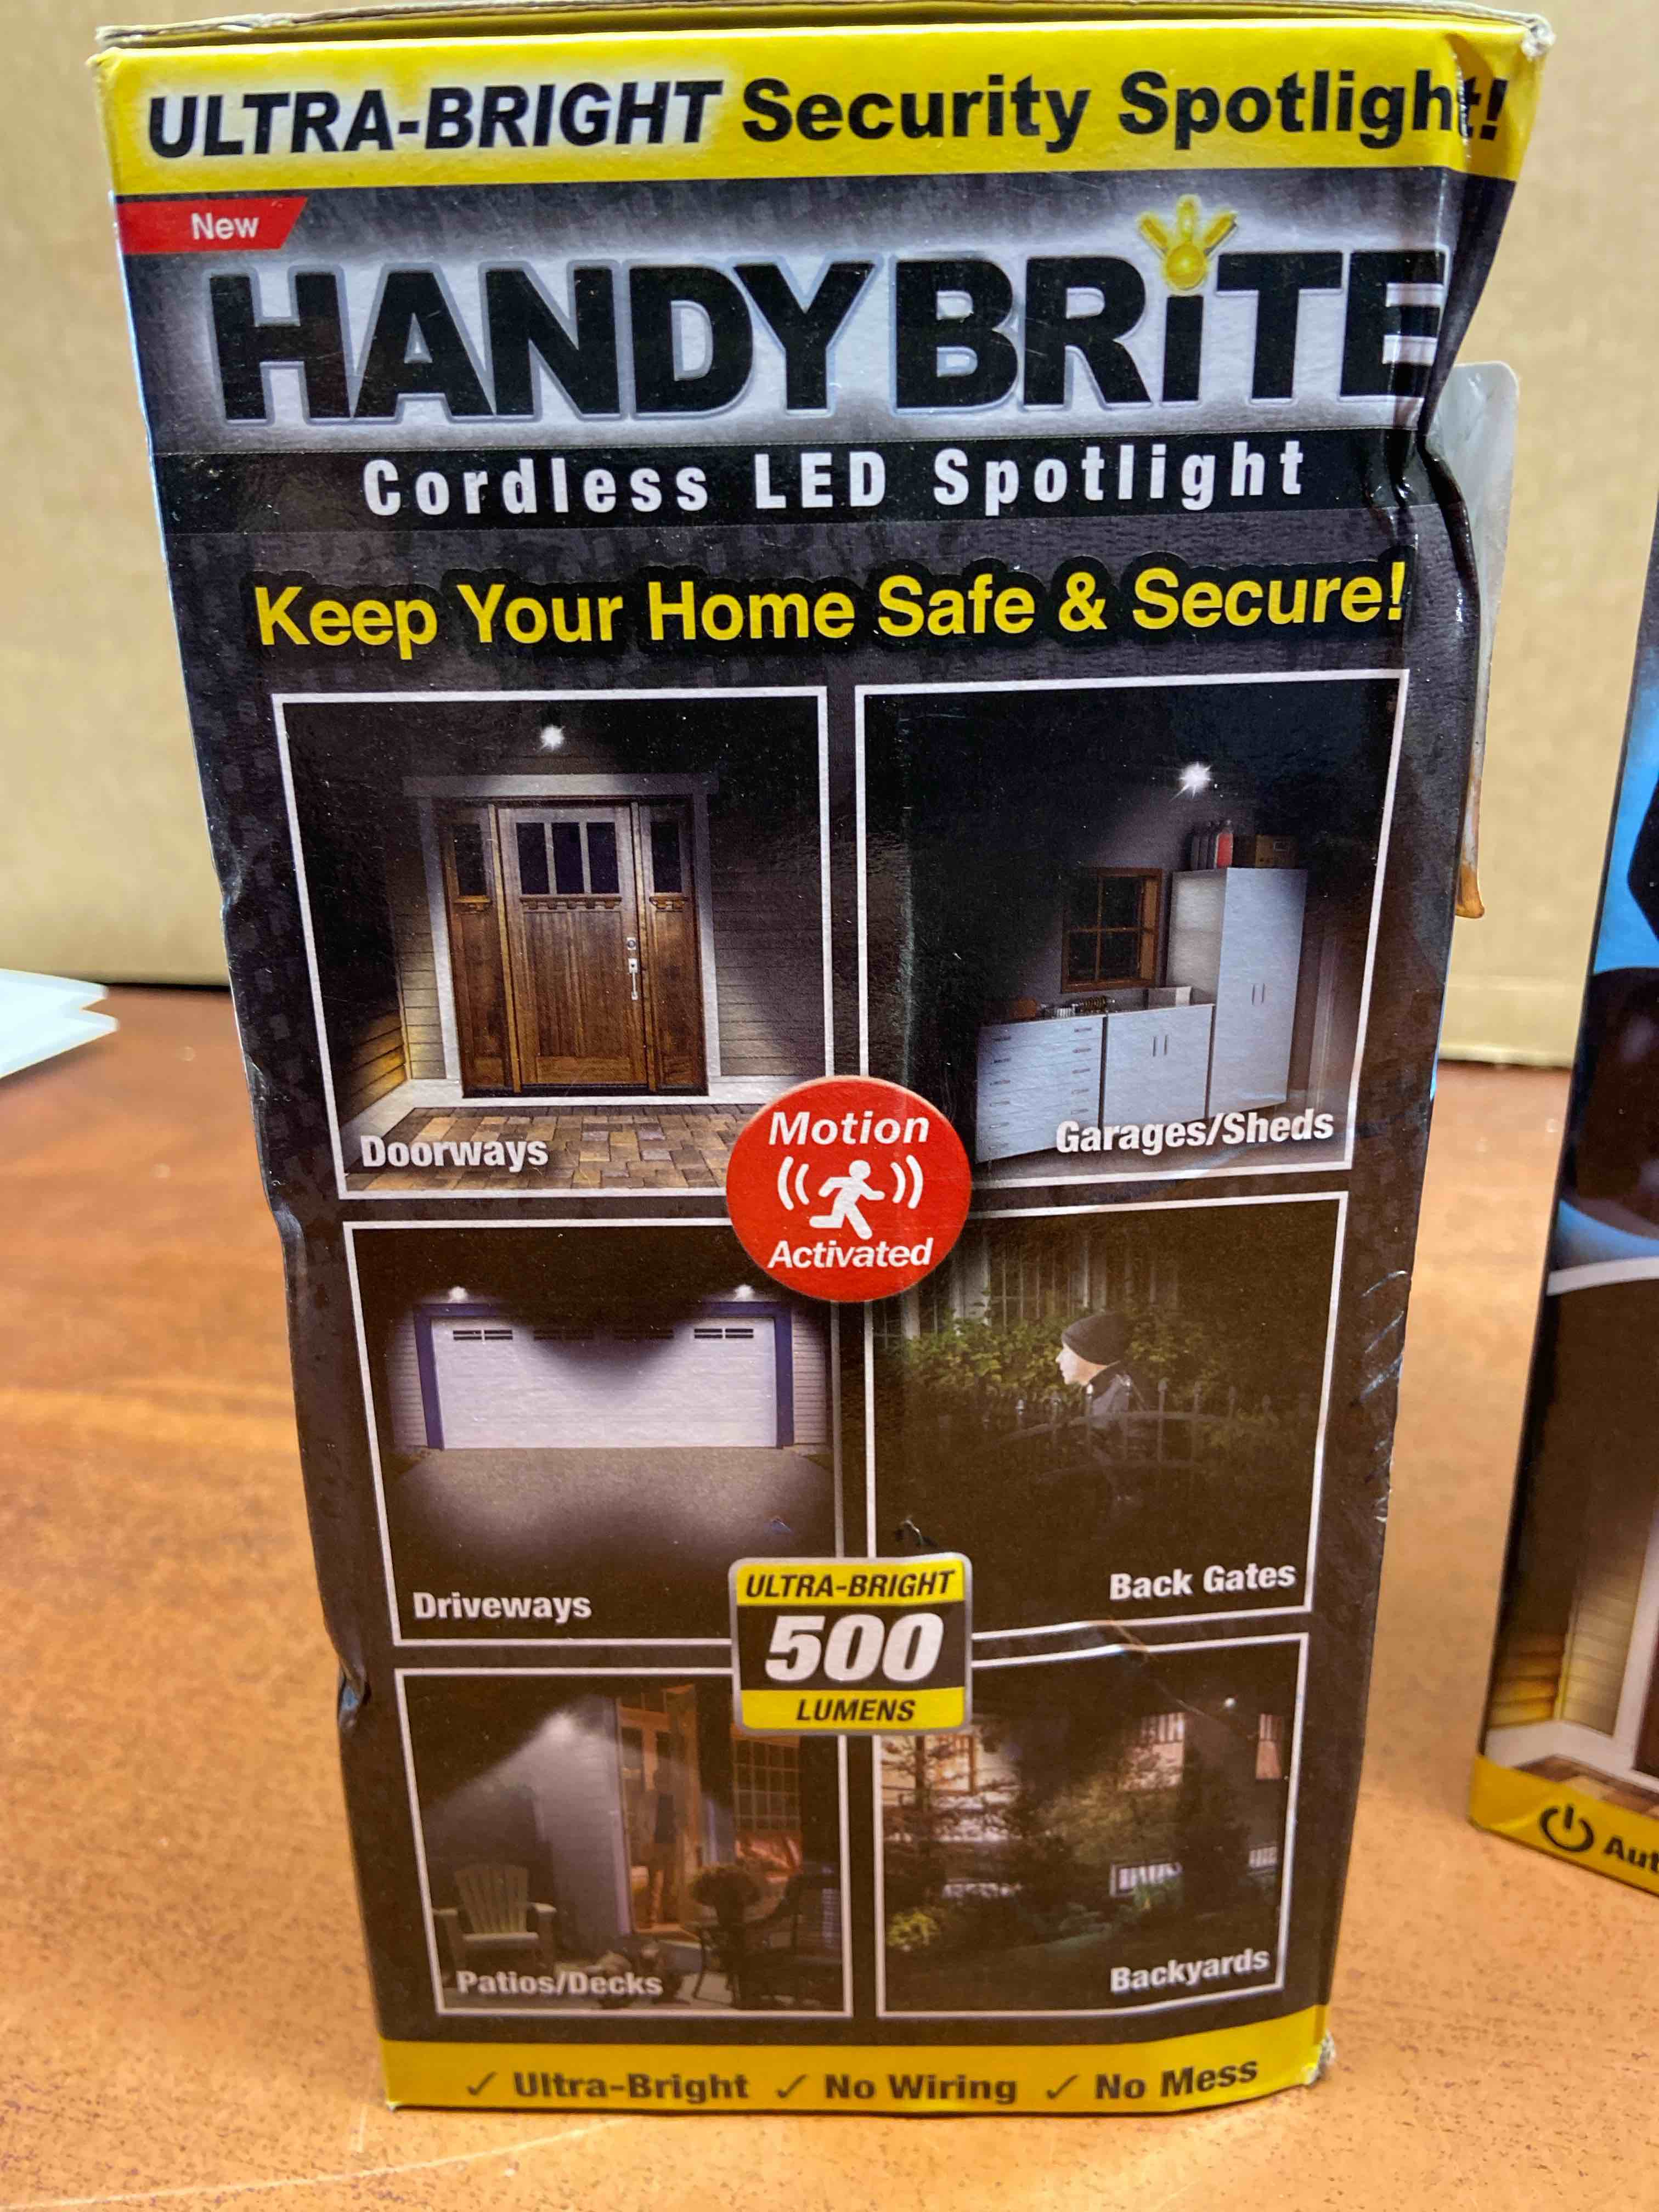 ULTRA-BRIGHT Security Spotlight!
New
HANDY BRiTE
Cordless LED Spotlight
Keep Your Home Safe & Secure!
Doorways
Garages/Sheds
Motion
Activated
Driveways
Back Gates
ULTRA-BRIGHT
500
LUMENS
Patios/Decks
Backyards
✓ Ultra-Bright ✓ No Wiring ✓ No Mess